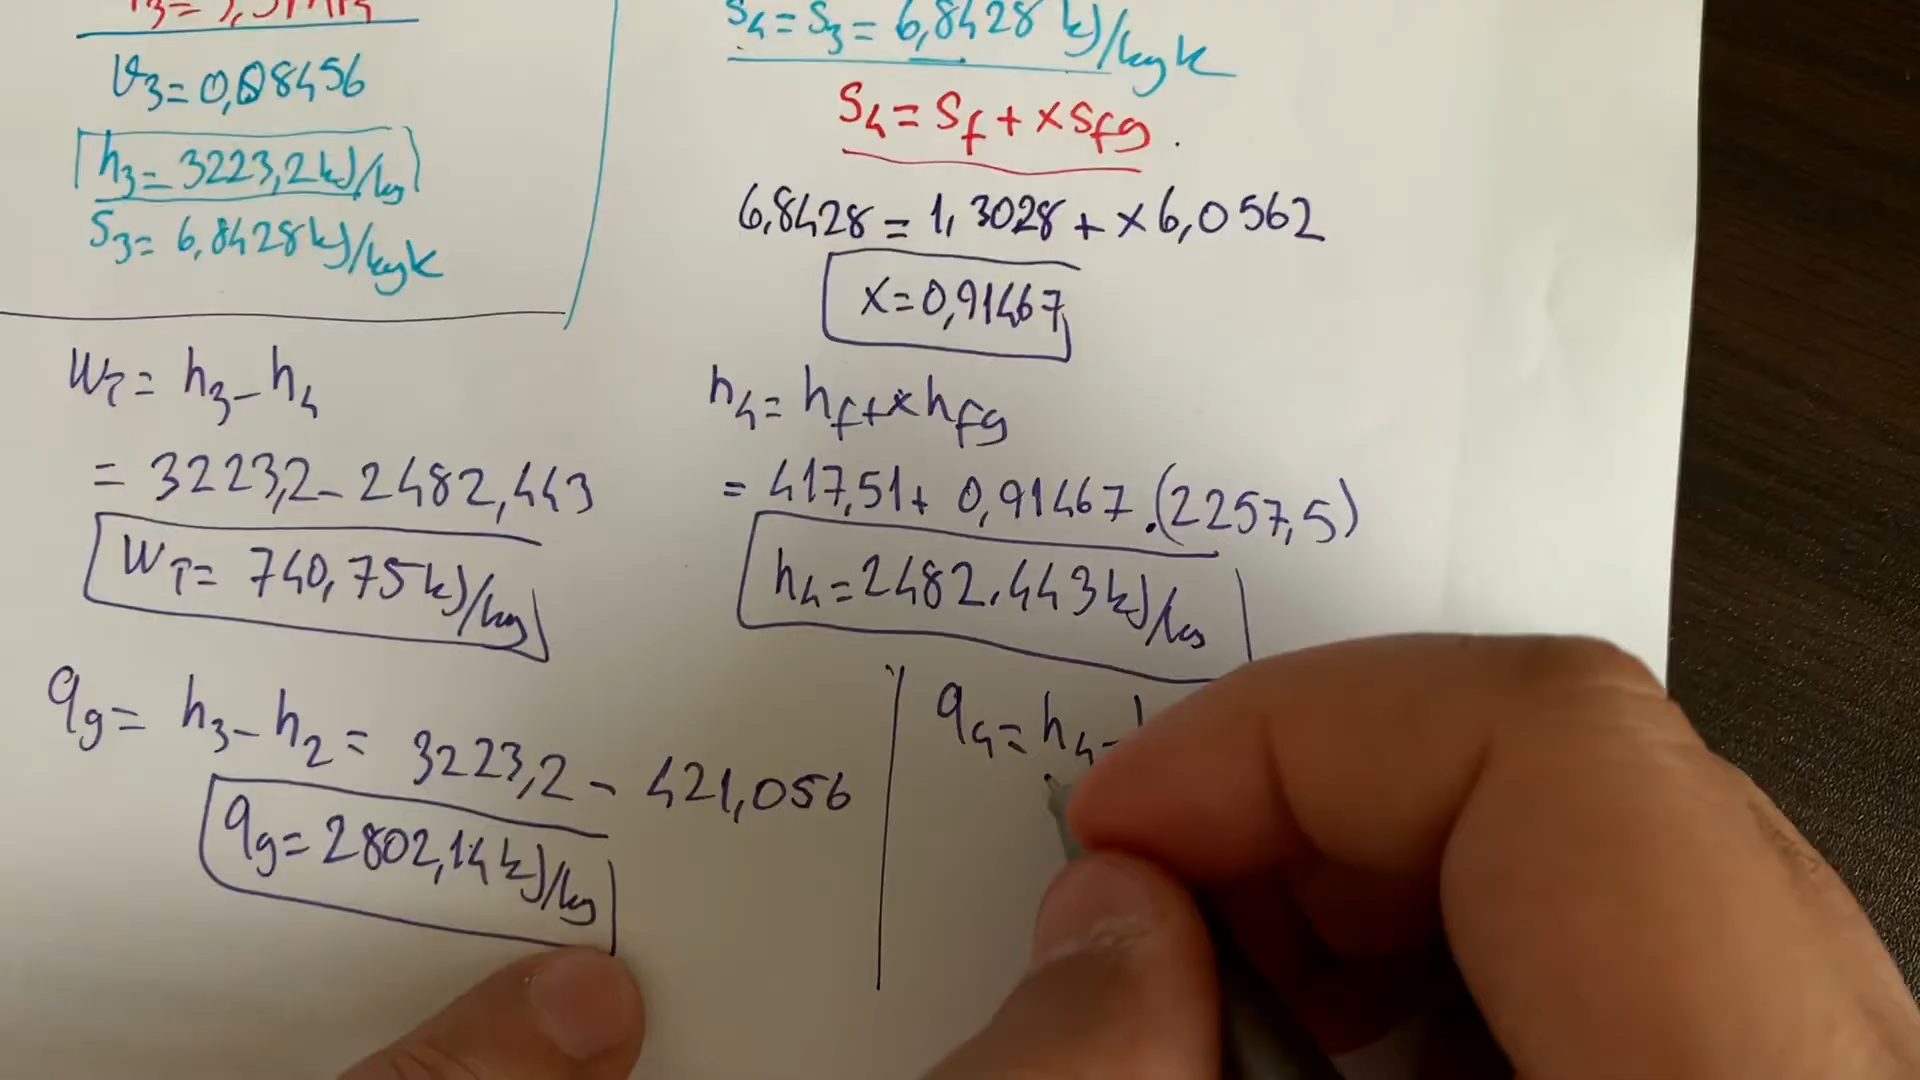 v3 = 0,08456
h3 = 3223,2 kJ/kg
s3 = 6,8428 kJ/kgK
s4 = s3 = 6,8428 kJ/kgK
s4 = sf + x sfg
6,8428 = 1,3028 + x 6,0562
x = 0,91467
h4 = hf + x hfg
= 417,51 + 0,91467 . (2257,5)
h4 = 2482.443 kJ/kg
WT = h3 - h4
= 3223,2 - 2482,443
WT = 740,75 kJ/kg
qg = h3 - h2 = 3223,2 - 421,056
qg = 2802,14 kJ/kg
= h4 -